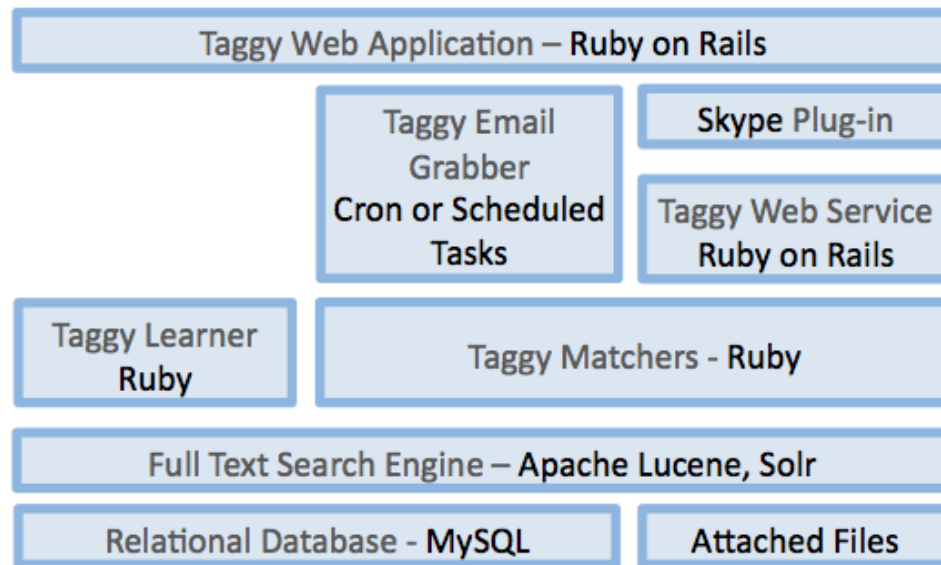 Taggy Web Application – Ruby on Rails
Taggy Email
Grabber
Cron or Scheduled
Tasks
Skype Plug-in
Taggy Web Service
Ruby on Rails
Taggy Learner
Ruby
Taggy Matchers - Ruby
Full Text Search Engine – Apache Lucene, Solr
Relational Database - MySQL
Attached Files